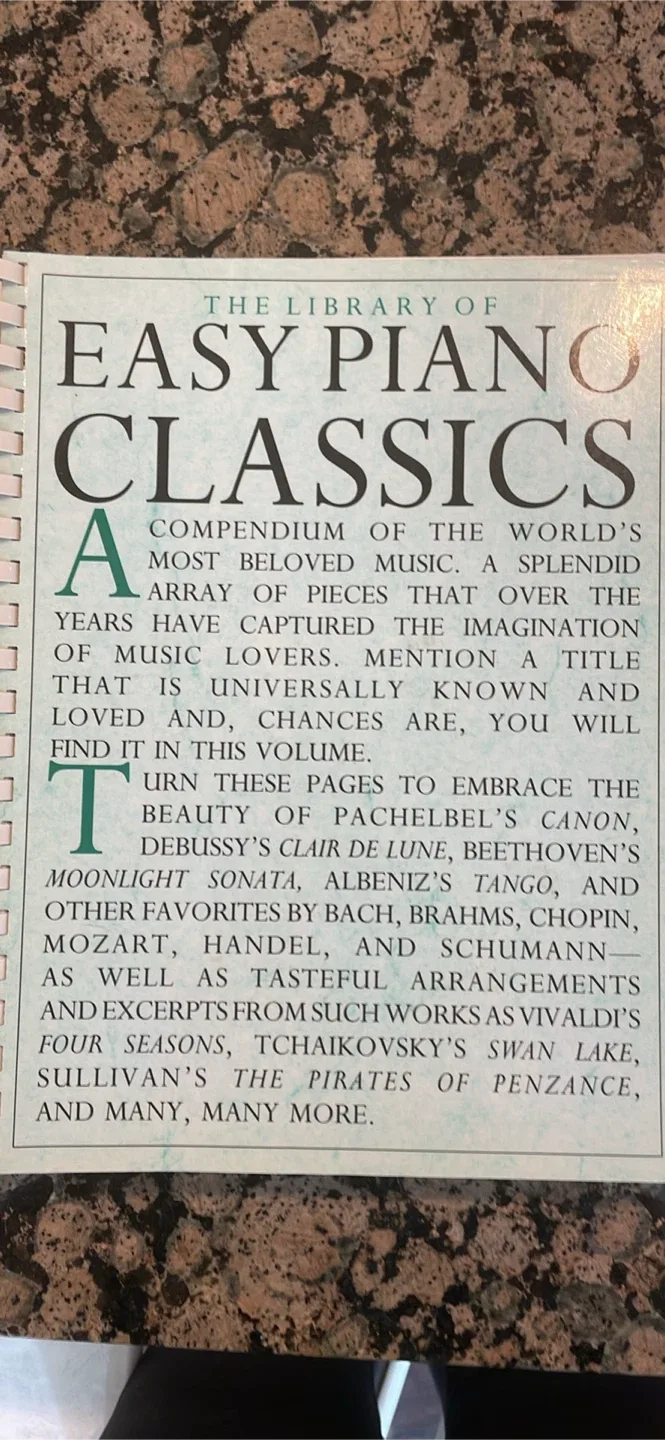 THE LIBRARY OF
EASY PIANO
CLASSICS
A COMPENDIUM OF THE WORLD'S
MOST BELOVED MUSIC. A SPLENDID
ARRAY OF PIECES THAT OVER THE
YEARS HAVE CAPTURED THE IMAGINATION
OF MUSIC LOVERS. MENTION A TITLE
THAT IS UNIVERSALLY KNOWN AND
LOVED AND, CHANCES ARE, YOU WILL
FIND IT IN THIS VOLUME.
TURN THESE PAGES TO EMBRACE THE
BEAUTY OF PACHELBEL'S CANON,
DEBUSSY'S CLAIR DE LUNE, BEETHOVEN'S
MOONLIGHT SONATA, ALBENIZ'S TANGO, AND
OTHER FAVORITES BY BACH, BRAHMS, CHOPIN,
MOZART, HANDEL, AND SCHUMANN—
AS WELL AS TASTEFUL ARRANGEMENTS
AND EXCERPTS FROM SUCH WORKS AS VIVALDI'S
FOUR SEASONS, TCHAIKOVSKY'S SWAN LAKE,
SULLIVAN'S THE PIRATES OF PENZANCE,
AND MANY, MANY MORE.